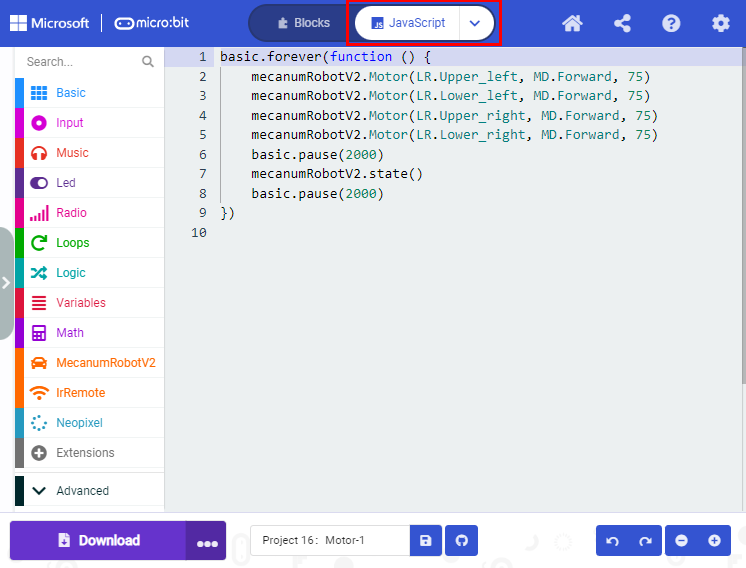 Microsoft micro:bit Blocks JS JavaScript
Search...
Basic
Input
Music
Led
Radio
Loops
Logic
Variables
Math
MecanumRobotV2
IrRemote
Neopixel
Extensions
Advanced
1 basic.forever(function () {
2 mecanumRobotV2.Motor(LR.Upper_left, MD.Forward, 75)
3 mecanumRobotV2.Motor(LR.Lower_left, MD.Forward, 75)
4 mecanumRobotV2.Motor(LR.Upper_right, MD.Forward, 75)
5 mecanumRobotV2.Motor(LR.Lower_right, MD.Forward, 75)
6 basic.pause(2000)
7 mecanumRobotV2.state()
8 basic.pause(2000)
9 })
10
Download ••• Project 16：Motor-1